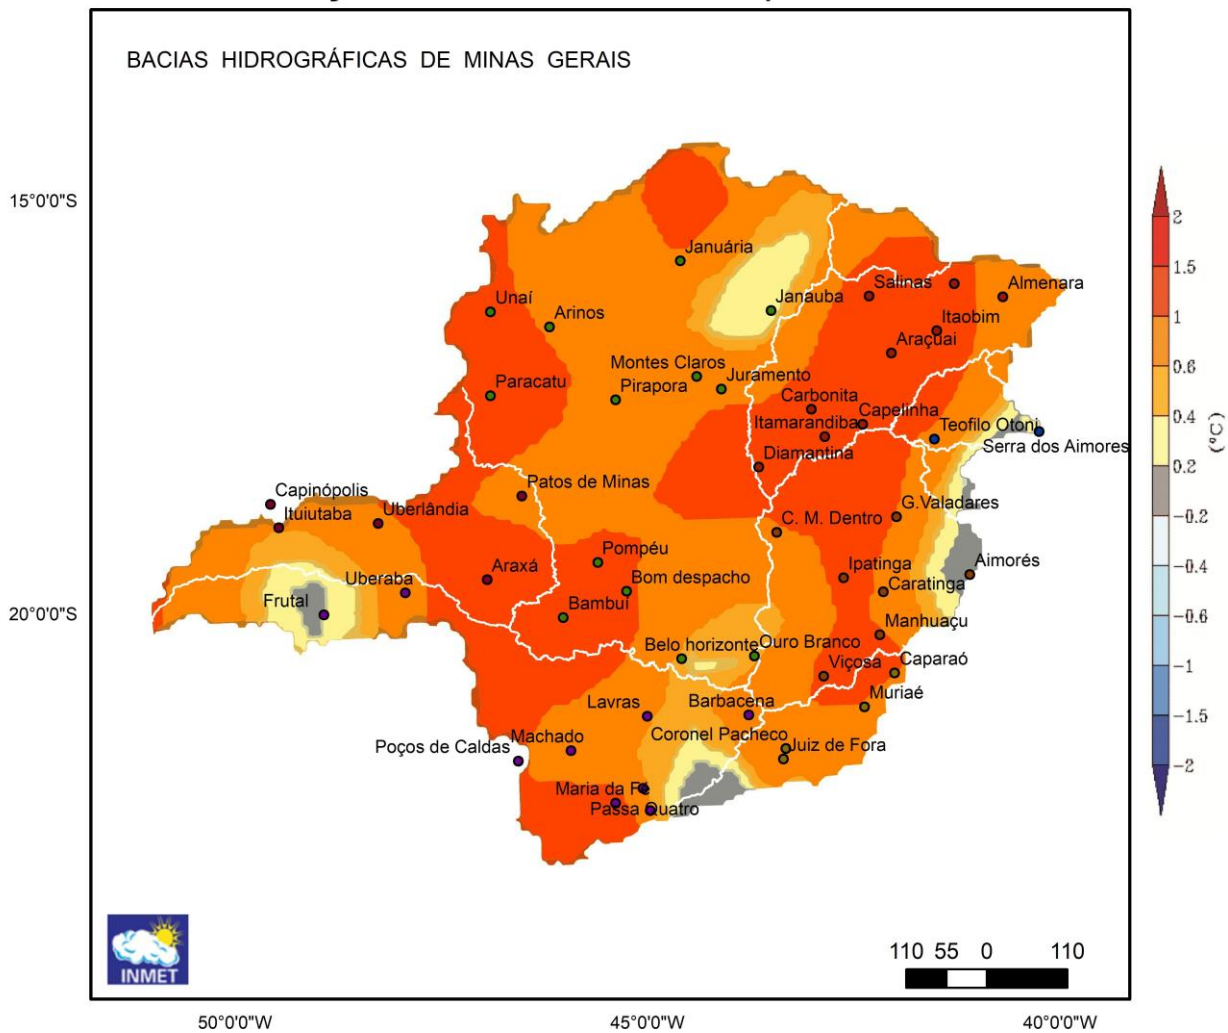 BACIAS HIDROGRÁFICAS DE MINAS GERAIS
15°0'0"S
Januária
Salinas
Almenara
Unaí
Janauba
Arinos
Itaobim
Araçuai
Montes Claros
Juramento
Paracatu
Pirapora
Carbonita
Capelinha
Itamarandiba
Teofilo Otoni
Serra dos Aimores
Diamantina
Patos de Minas
Capinópolis
G.Valadares
Ituiutaba
Uberlândia
C. M. Dentro
Pompéu
Araxá
Ipatinga
Aimorés
Uberaba
Bom despacho
Caratinga
Frutal
Bambuí
20°0'0"S
Manhuaçu
Belo horizonte
Ouro Branco
Viçosa
Caparaó
Lavras
Barbacena
Muriaé
Poços de Caldas
Machado
Coronel Pacheco
Juiz de Fora
Maria da Fé
Passa Quatro
2
1.5
1
0.6
0.4
0.2
-0.2
-0.4
-0.6
-1
-1.5
-2
(°C)
INMET
110 55 0 110
50°0'0"W
45°0'0"W
40°0'0"W